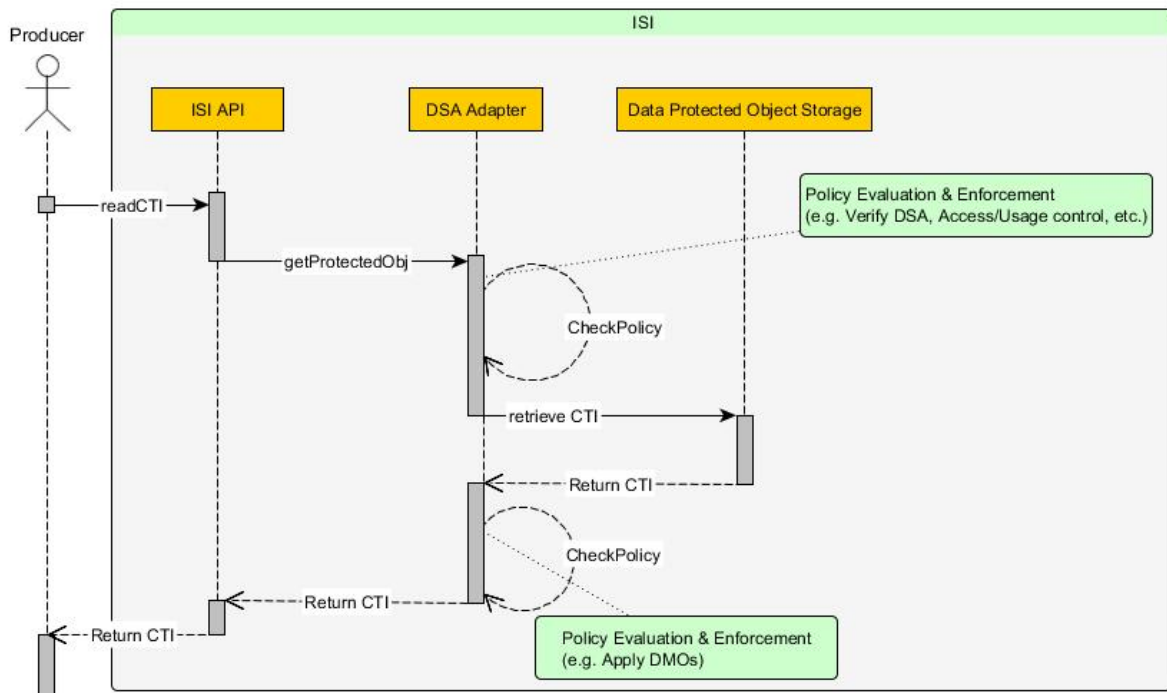 ISI
Producer
ISI API
DSA Adapter
Data Protected Object Storage
Policy Evaluation & Enforcement
(e.g. Verify DSA, Access/Usage control, etc.)
readCTI
getProtectedObj
CheckPolicy
retrieve CTI
Return CTI
CheckPolicy
Return CTI
Return CTI
Policy Evaluation & Enforcement
(e.g. Apply DMOs)